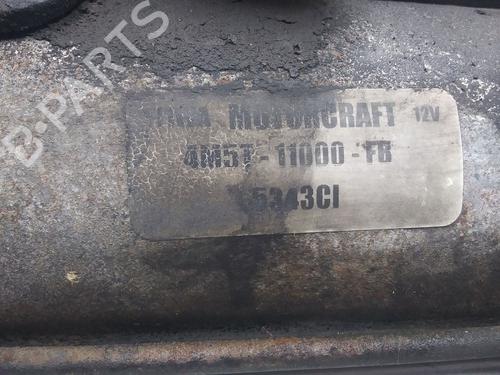 B-PARTS
MOTORCRAFT 12V
4M5T-11000-FB
5343CI